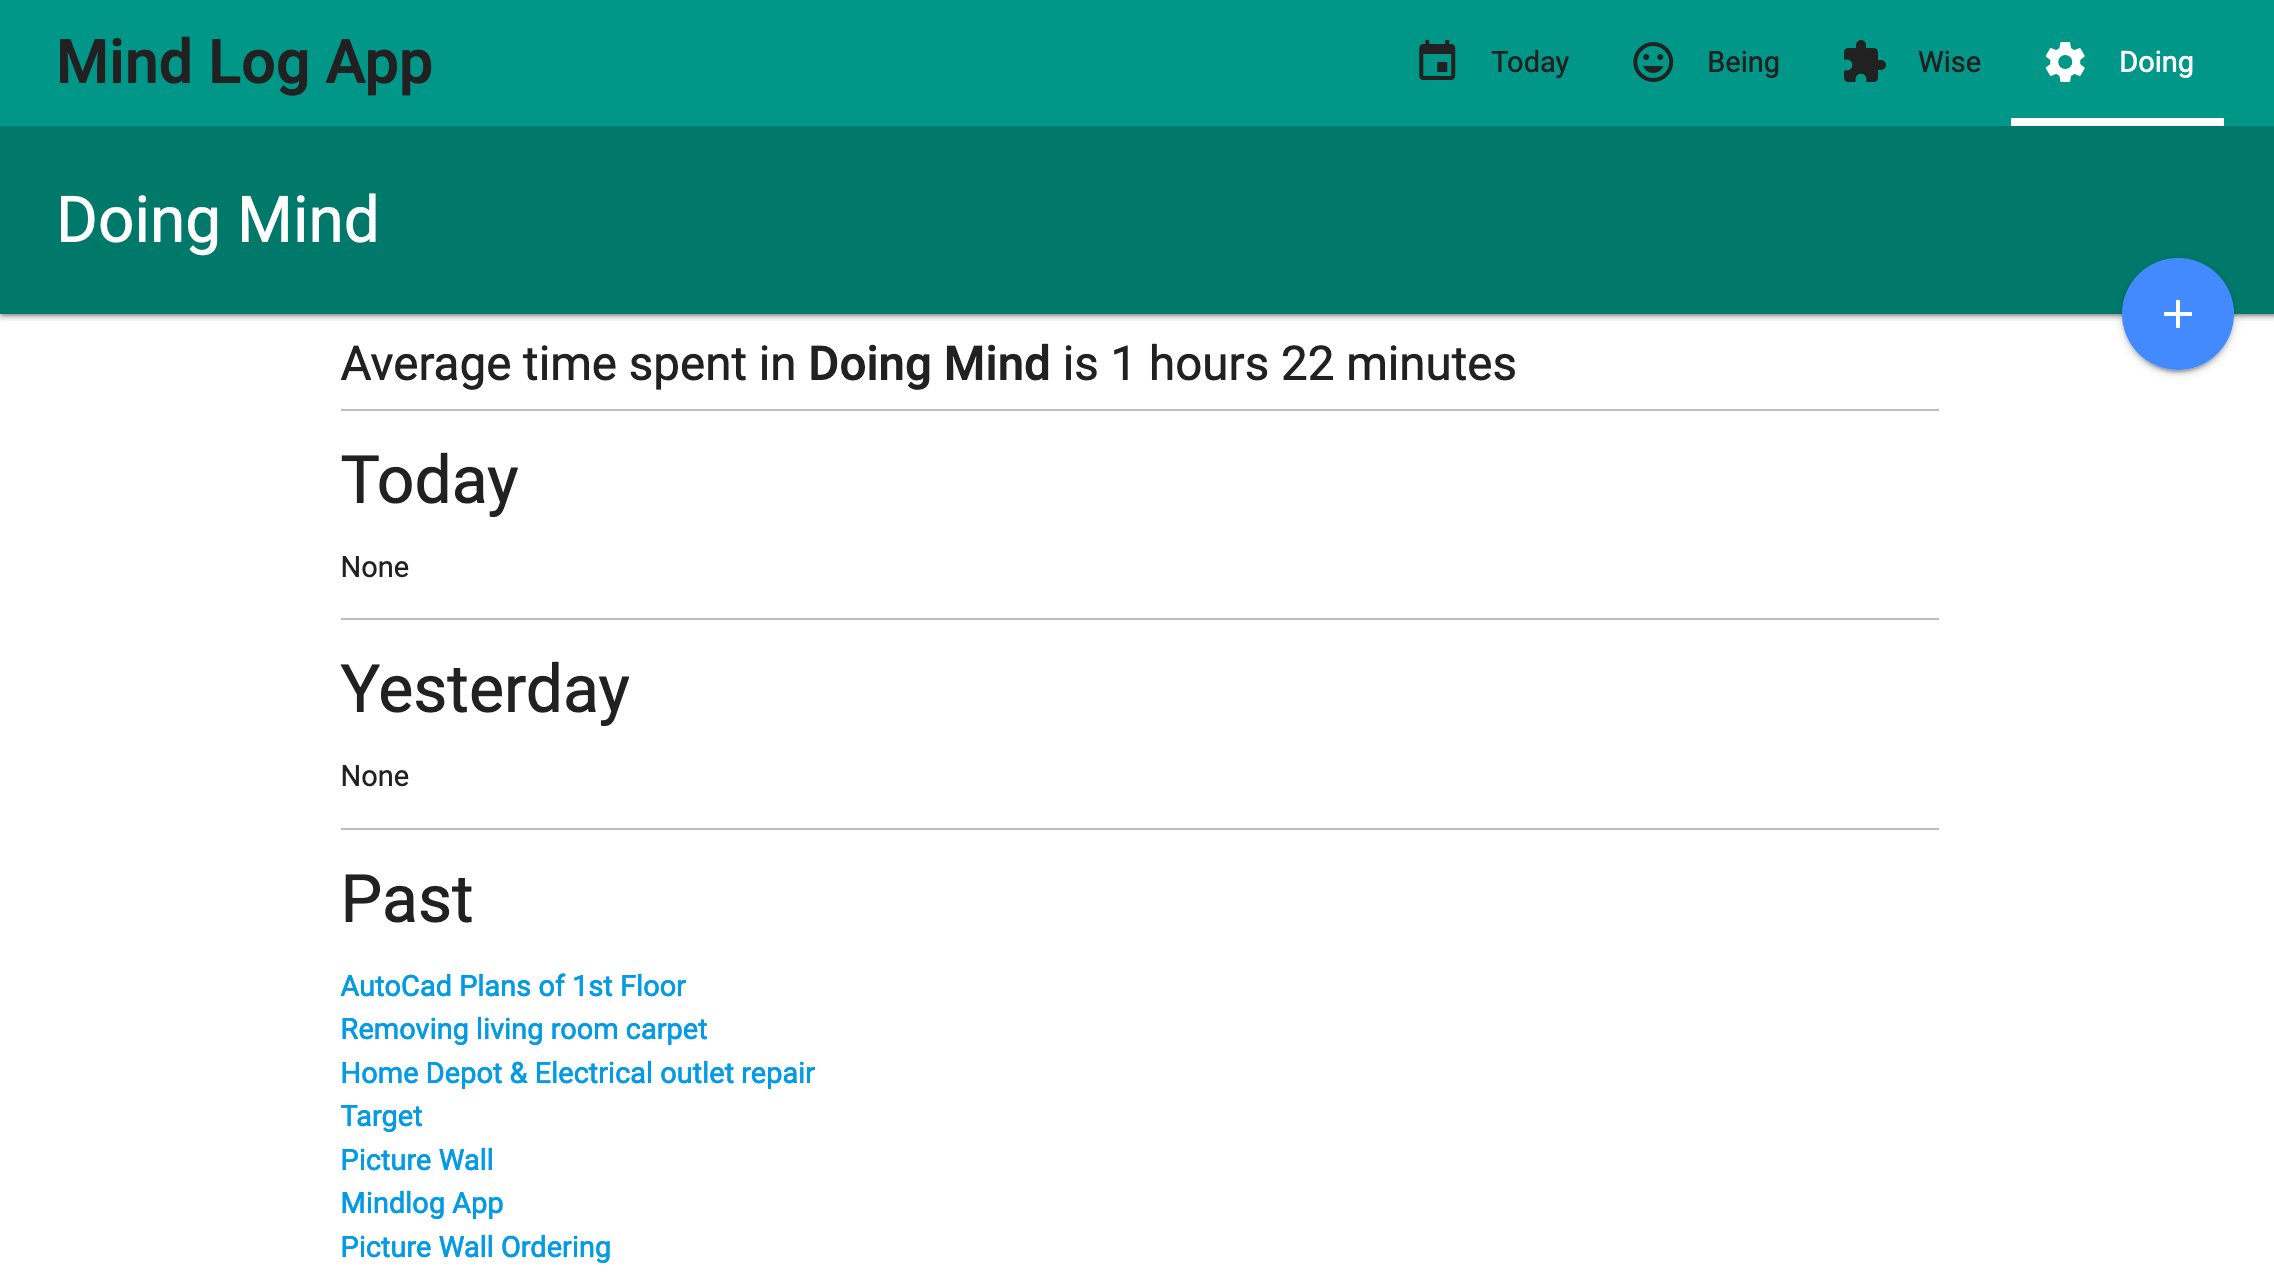 Mind Log App
Today
Being
Wise
Doing
Doing Mind
+
Average time spent in Doing Mind is 1 hours 22 minutes
Today
None
Yesterday
None
Past
AutoCad Plans of 1st Floor
Removing living room carpet
Home Depot & Electrical outlet repair
Target
Picture Wall
Mindlog App
Picture Wall Ordering